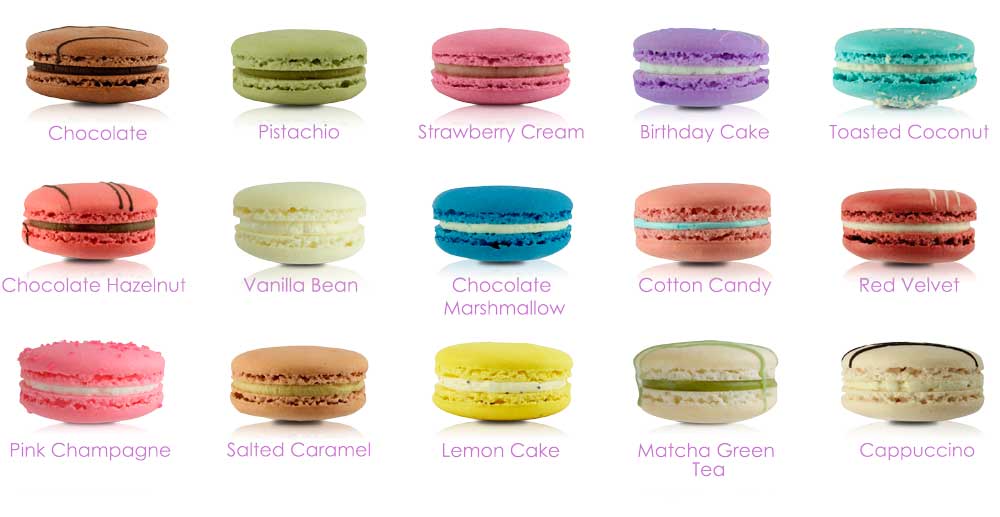 Chocolate
Pistachio
Strawberry Cream
Birthday Cake
Toasted Coconut
Chocolate Hazelnut
Vanilla Bean
Chocolate
Marshmallow
Cotton Candy
Red Velvet
Pink Champagne
Salted Caramel
Lemon Cake
Matcha Green
Tea
Cappuccino